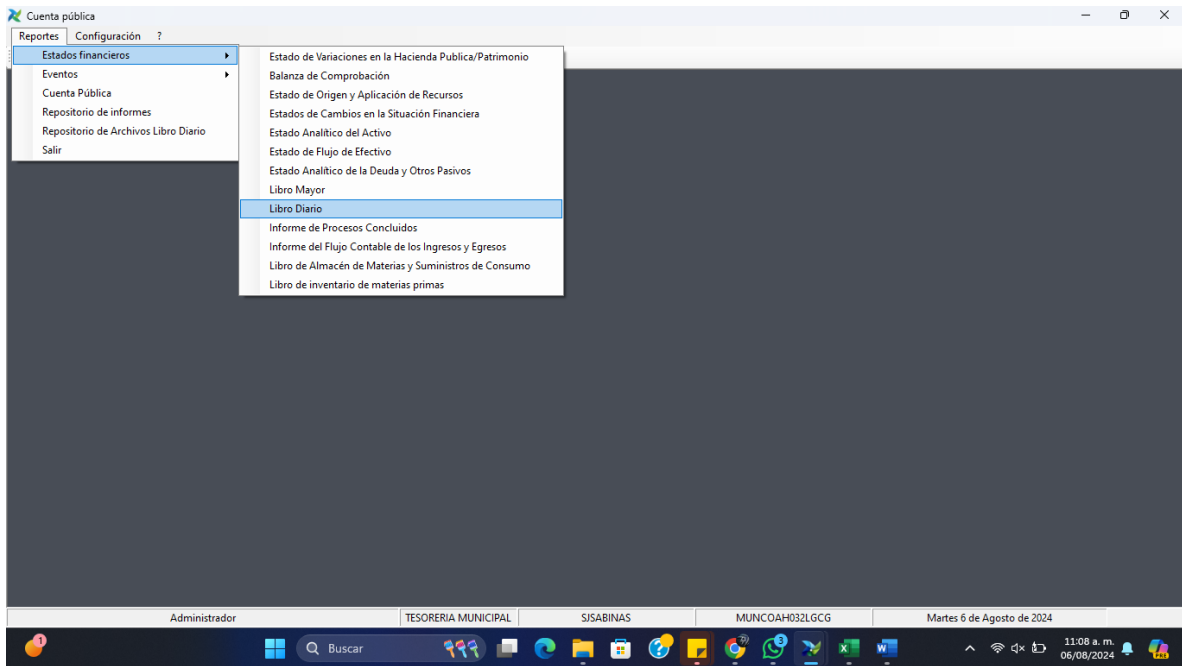 Cuenta pública
Reportes Configuración ?
Estados financieros
Eventos
Cuenta Pública
Repositorio de informes
Repositorio de Archivos Libro Diario
Salir
Estado de Variaciones en la Hacienda Publica/Patrimonio
Balanza de Comprobación
Estado de Origen y Aplicación de Recursos
Estados de Cambios en la Situación Financiera
Estado Analítico del Activo
Estado de Flujo de Efectivo
Estado Analítico de la Deuda y Otros Pasivos
Libro Mayor
Libro Diario
Informe de Procesos Concluidos
Informe del Flujo Contable de los Ingresos y Egresos
Libro de Almacén de Materias y Suministros de Consumo
Libro de inventario de materias primas
Administrador TESORERIA MUNICIPAL SJSABINAS MUNCOAH032LGCG Martes 6 de Agosto de 2024
1 Buscar 3 11:08 a. m.
06/08/2024 PRE